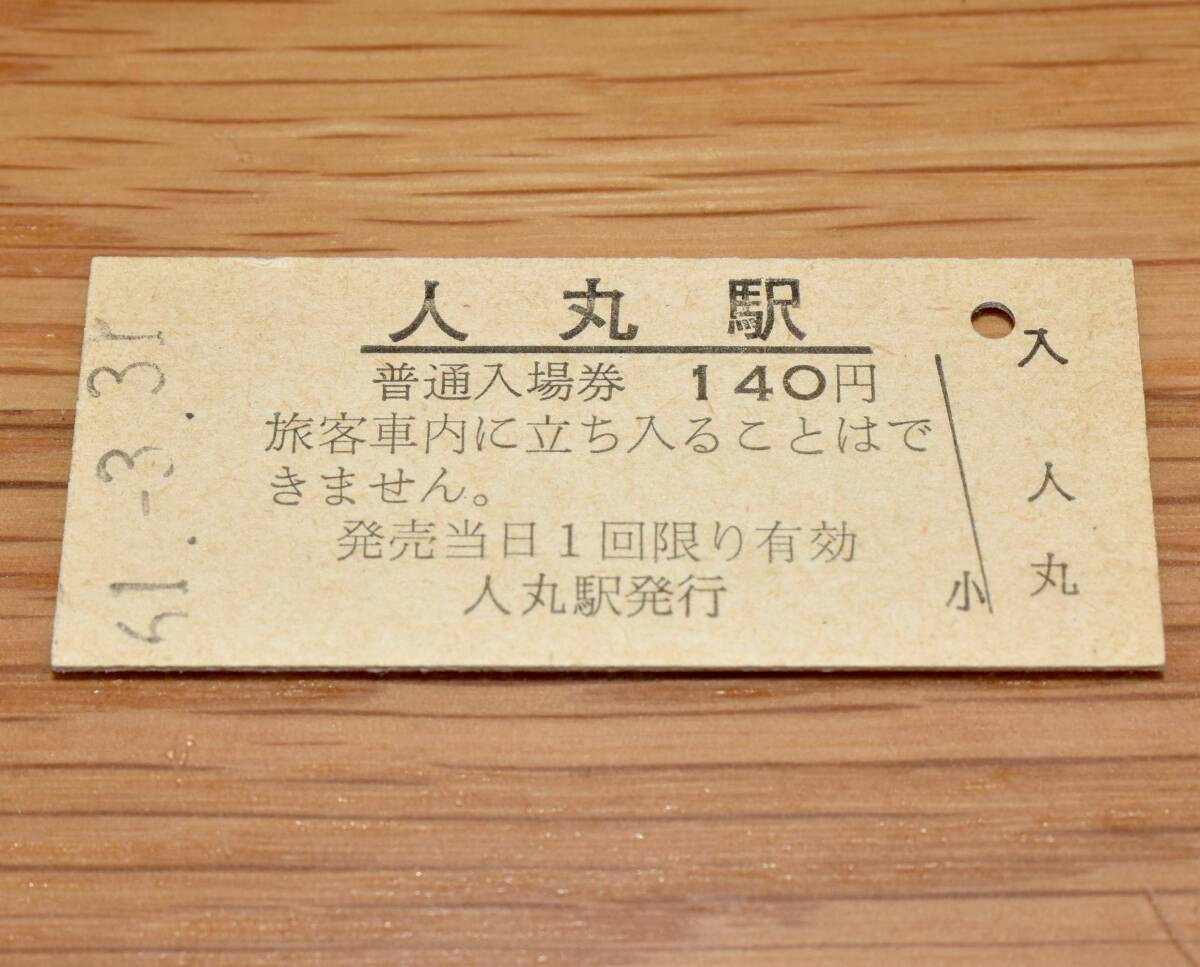 人丸駅
普通入場券 140円
旅客車内に立ち入ることはで
きません。
発売当日1回限り有効
人丸駅発行
61.-3.31
小
入
人丸